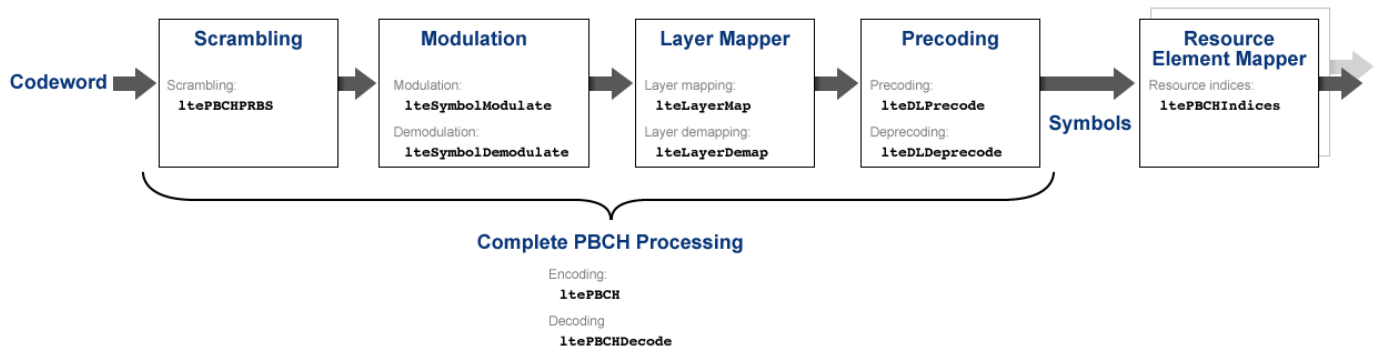 Codeword
Scrambling
Scrambling:
ltePBCHPRBS
Modulation
Modulation:
lteSymbolModulate
Demodulation:
lteSymbolDemodulate
Layer Mapper
Layer mapping:
lteLayerMap
Layer demapping:
lteLayerDemap
Precoding
Precoding:
lteDLPrecode
Deprecoding:
lteDLDeprecode
Symbols
Resource
Element Mapper
Resource indices:
ltePBCHIndices
Complete PBCH Processing
Encoding:
ltePBCH
Decoding
ltePBCHDecode